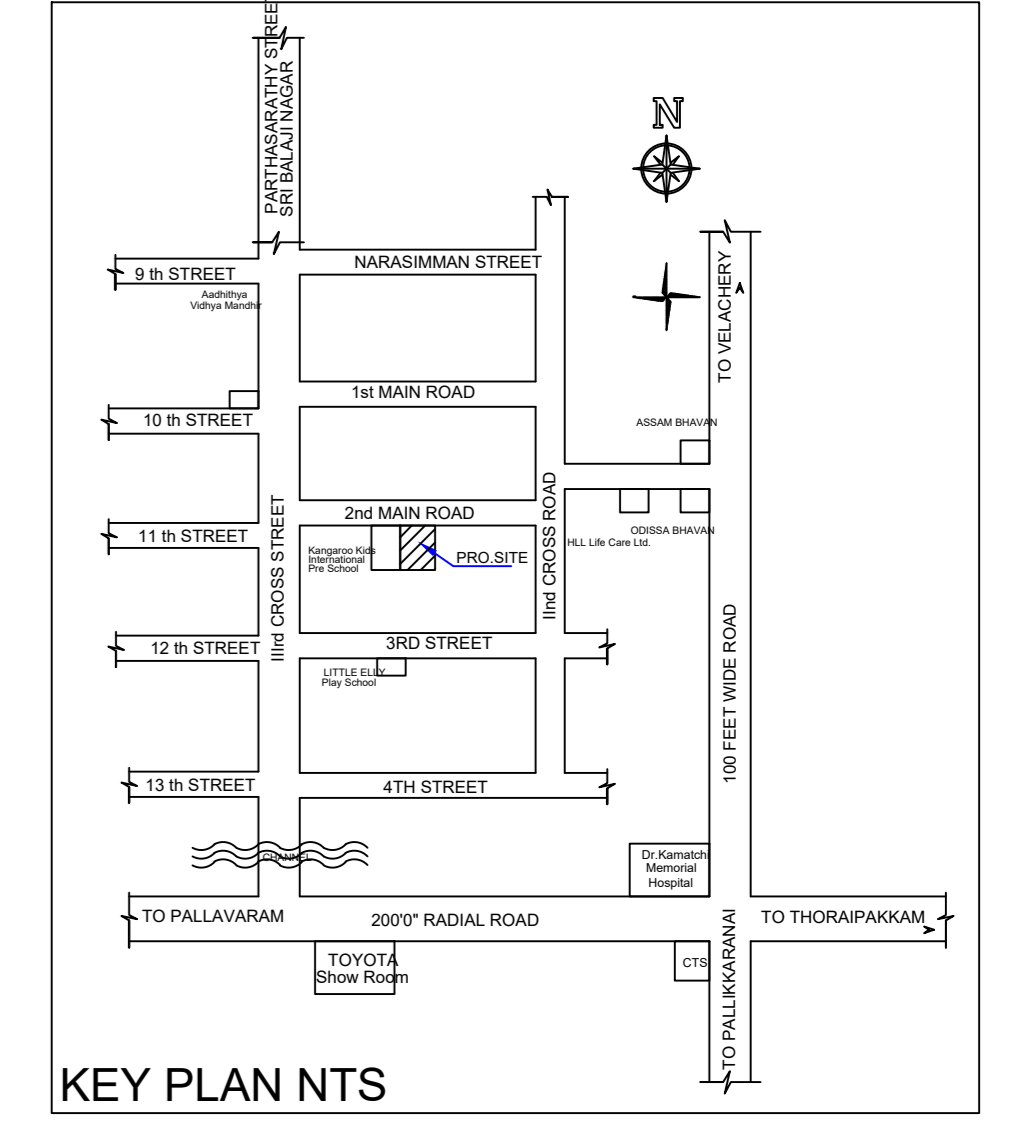 PARTHASARATHY STREET
SRI BALAJI NAGAR
N
9 th STREET
NARASIMMAN STREET
Aadhithya
Vidhya Mandhir
TO VELACHERY
1st MAIN ROAD
10 th STREET
ASSAM BHAVAN
2nd MAIN ROAD
11 th STREET
IIIrd CROSS STREET
IInd CROSS ROAD
ODISSA BHAVAN
HLL Life Care Ltd.
Kangaroo Kids
International
Pre School
PRO.SITE
12 th STREET
3RD STREET
LITTLE ELLY
Play School
100 FEET WIDE ROAD
13 th STREET
4TH STREET
CHANNEL
Dr.Kamatchi
Memorial
Hospital
TO PALLAVARAM
200'0" RADIAL ROAD
TO THORAIPAKKAM
TOYOTA
Show Room
CTS
TO PALLIKKARANAI
KEY PLAN NTS